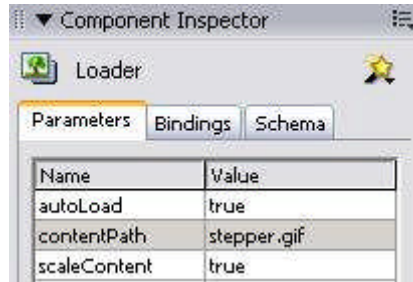 Component Inspector
Loader
Parameters Bindings Schema
Name Value
autoLoad true
contentPath stepper.gif
scaleContent true